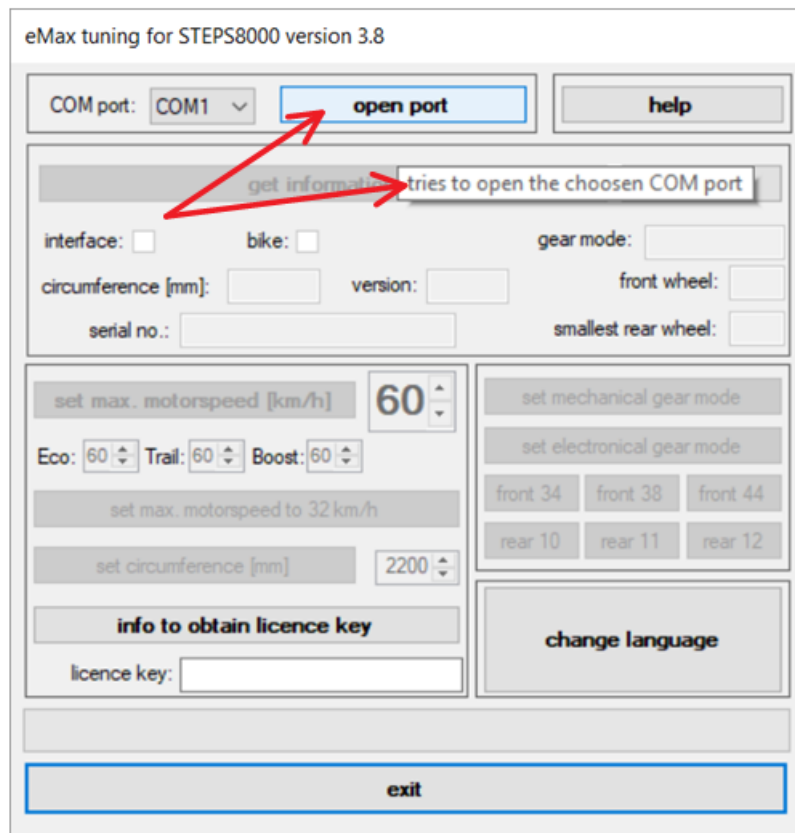 eMax tuning for STEPS8000 version 3.8
COM port: COM1 open port help
get informatio
tries to open the choosen COM port
interface: bike: gear mode:
circumference [mm]: version: front wheel:
serial no.: smallest rear wheel:
set max. motorspeed [km/h] 60 set mechanical gear mode
Eco: 60 Trail: 60 Boost: 60 set electronical gear mode
set max. motorspeed to 32 km/h front 34 front 38 front 44
set circumference [mm] 2200 rear 10 rear 11 rear 12
info to obtain licence key change language
licence key:
exit